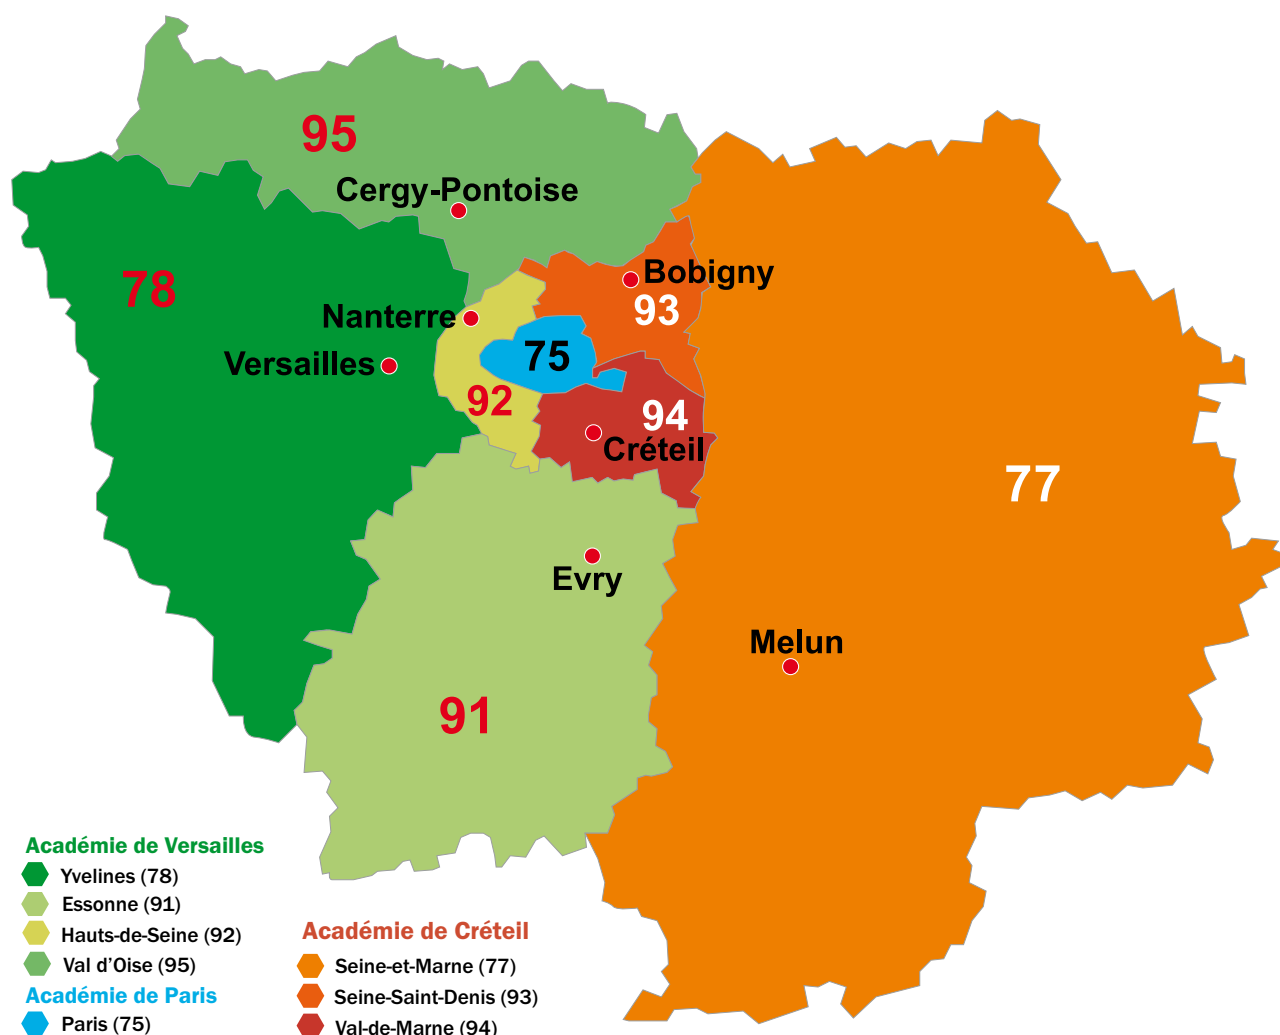 95
Cergy-Pontoise
78
Bobigny
93
Nanterre
Versailles
75
92
94
Créteil
77
Evry
Melun
91
Académie de Versailles
Yvelines (78)
Essonne (91)
Hauts-de-Seine (92)
Val d'Oise (95)
Académie de Paris
Paris (75)
Académie de Créteil
Seine-et-Marne (77)
Seine-Saint-Denis (93)
Val-de-Marne (94)